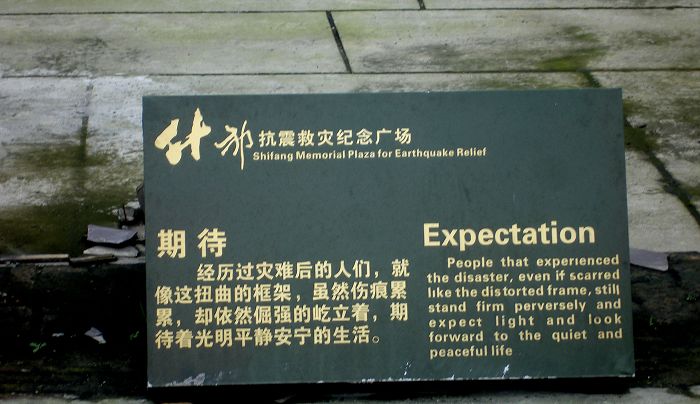 什邡 抗震救灾纪念广场
Shifang Memorial Plaza for Earthquake Relief
期待
经历过灾难后的人们，就
像这扭曲的框架，虽然伤痕累
累，却依然倔强的屹立着，期
待着光明平静安宁的生活。
Expectation
People that experienced
the disaster, even if scarred
like the distorted frame, still
stand firm perversely and
expect light and look
forward to the quiet and
peaceful life